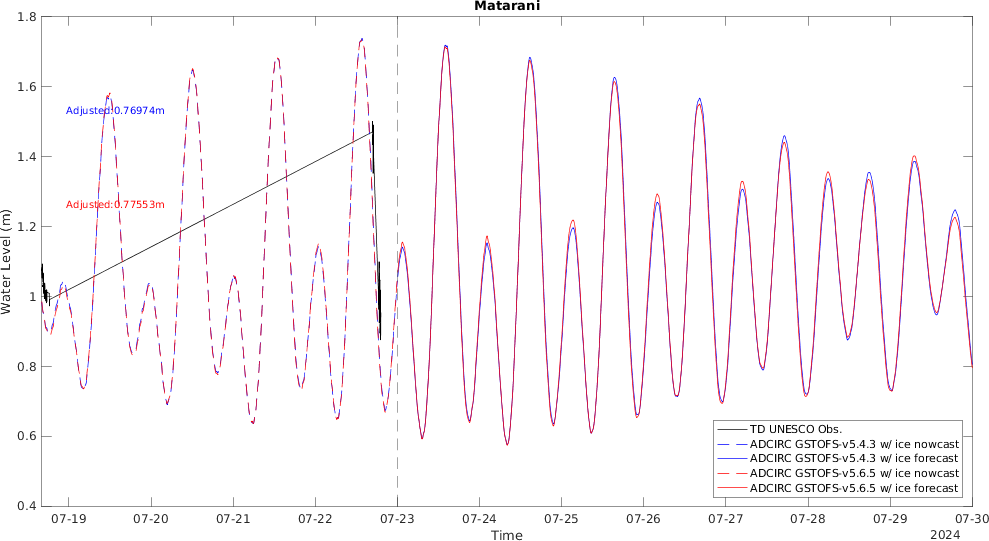 Matarani
1.8
1.6
1.4
1.2
1
0.8
0.6
0.4
Water Level (m)
Adjusted:0.76974m
Adjusted:0.77553m
TD UNESCO Obs.
ADCIRC GSTOFS-v5.4.3 w/ ice nowcast
ADCIRC GSTOFS-v5.4.3 w/ ice forecast
ADCIRC GSTOFS-v5.6.5 w/ ice nowcast
ADCIRC GSTOFS-v5.6.5 w/ ice forecast
07-19 07-20 07-21 07-22 07-23 07-24 07-25 07-26 07-27 07-28 07-29 07-30
Time
2024